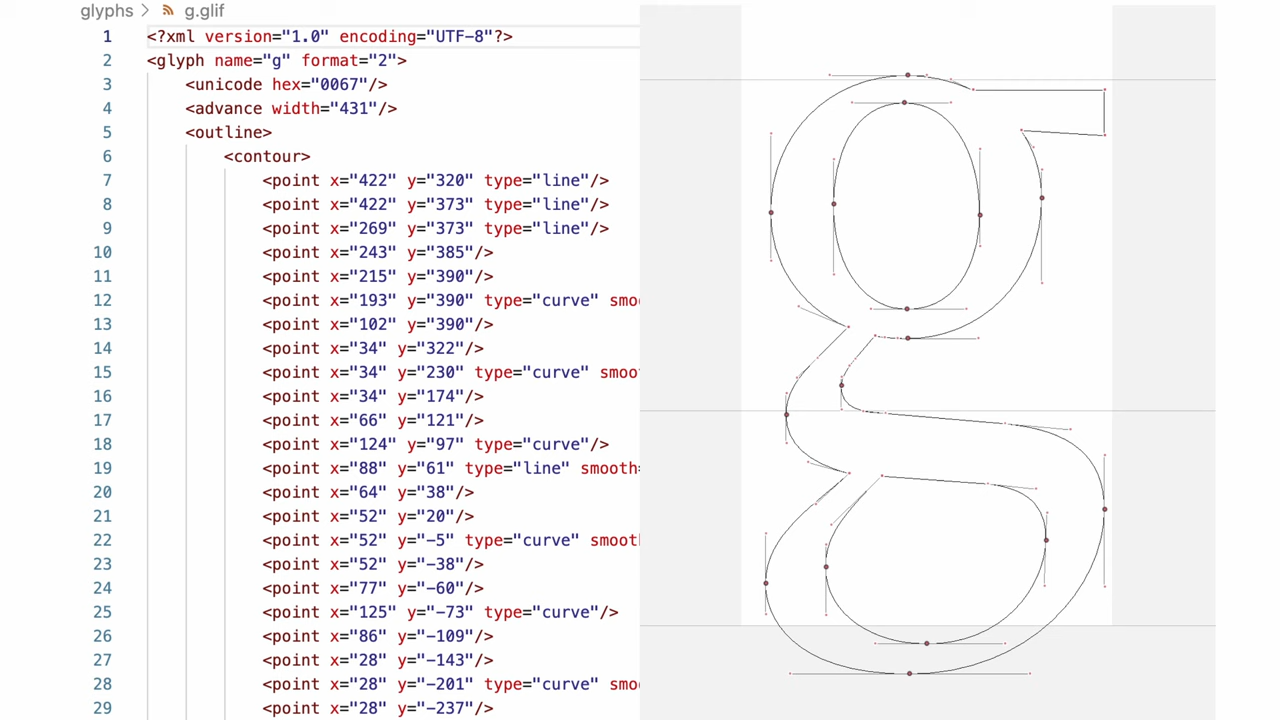 glyphs > g.glif
1 <?xml version="1.0" encoding="UTF-8"?>
2 <glyph name="g" format="2">
3 <unicode hex="0067"/>
4 <advance width="431"/>
5 <outline>
6 <contour>
7 <point x="422" y="320" type="line"/>
8 <point x="422" y="373" type="line"/>
9 <point x="269" y="373" type="line"/>
10 <point x="243" y="385"/>
11 <point x="215" y="390"/>
12 <point x="193" y="390" type="curve" smo
13 <point x="102" y="390"/>
14 <point x="34" y="322"/>
15 <point x="34" y="230" type="curve" smoo
16 <point x="34" y="174"/>
17 <point x="66" y="121"/>
18 <point x="124" y="97" type="curve"/>
19 <point x="88" y="61" type="line" smooth=
20 <point x="64" y="38"/>
21 <point x="52" y="20"/>
22 <point x="52" y="-5" type="curve" smoot
23 <point x="52" y="-38"/>
24 <point x="77" y="-60"/>
25 <point x="125" y="-73" type="curve"/>
26 <point x="86" y="-109"/>
27 <point x="28" y="-143"/>
28 <point x="28" y="-201" type="curve" smo
29 <point x="28" y="-237"/>
g